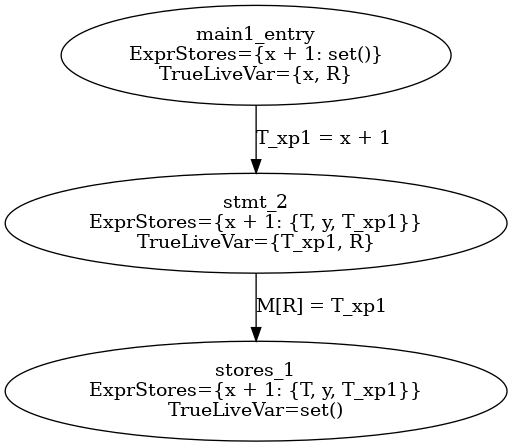 main1_entry
ExprStores={x + 1: set()}
TrueLiveVar={x, R}
T_xp1 = x + 1
stmt_2
ExprStores={x + 1: {T, y, T_xp1}}
TrueLiveVar={T_xp1, R}
M[R] = T_xp1
stores_1
ExprStores={x + 1: {T, y, T_xp1}}
TrueLiveVar=set()